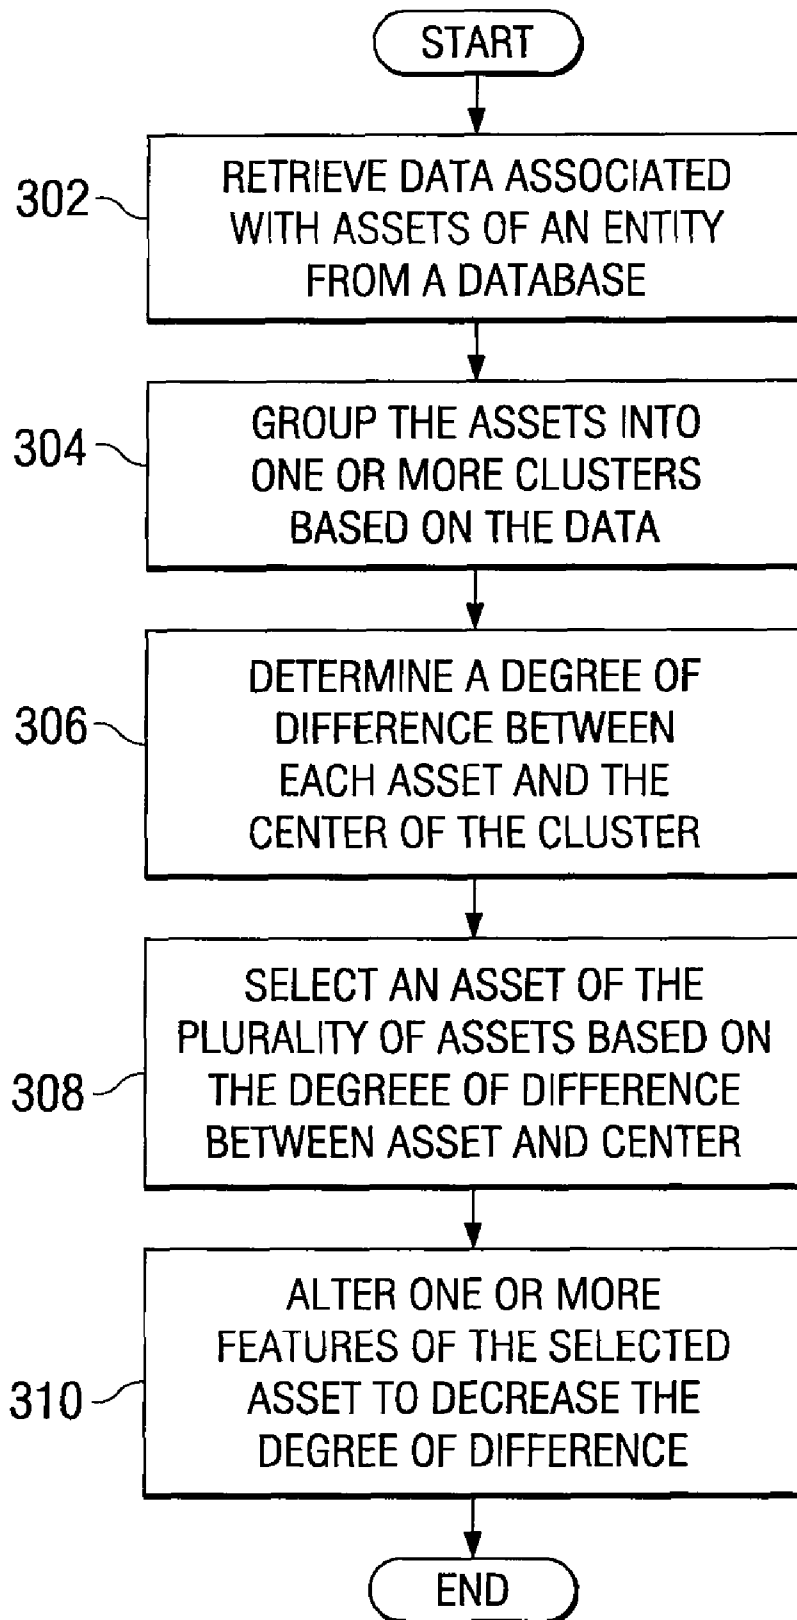 START
302
RETRIEVE DATA ASSOCIATED
WITH ASSETS OF AN ENTITY
FROM A DATABASE
304
GROUP THE ASSETS INTO
ONE OR MORE CLUSTERS
BASED ON THE DATA
306
DETERMINE A DEGREE OF
DIFFERENCE BETWEEN
EACH ASSET AND THE
CENTER OF THE CLUSTER
308
SELECT AN ASSET OF THE
PLURALITY OF ASSETS BASED ON
THE DEGREEE OF DIFFERENCE
BETWEEN ASSET AND CENTER
310
ALTER ONE OR MORE
FEATURES OF THE SELECTED
ASSET TO DECREASE THE
DEGREE OF DIFFERENCE
END